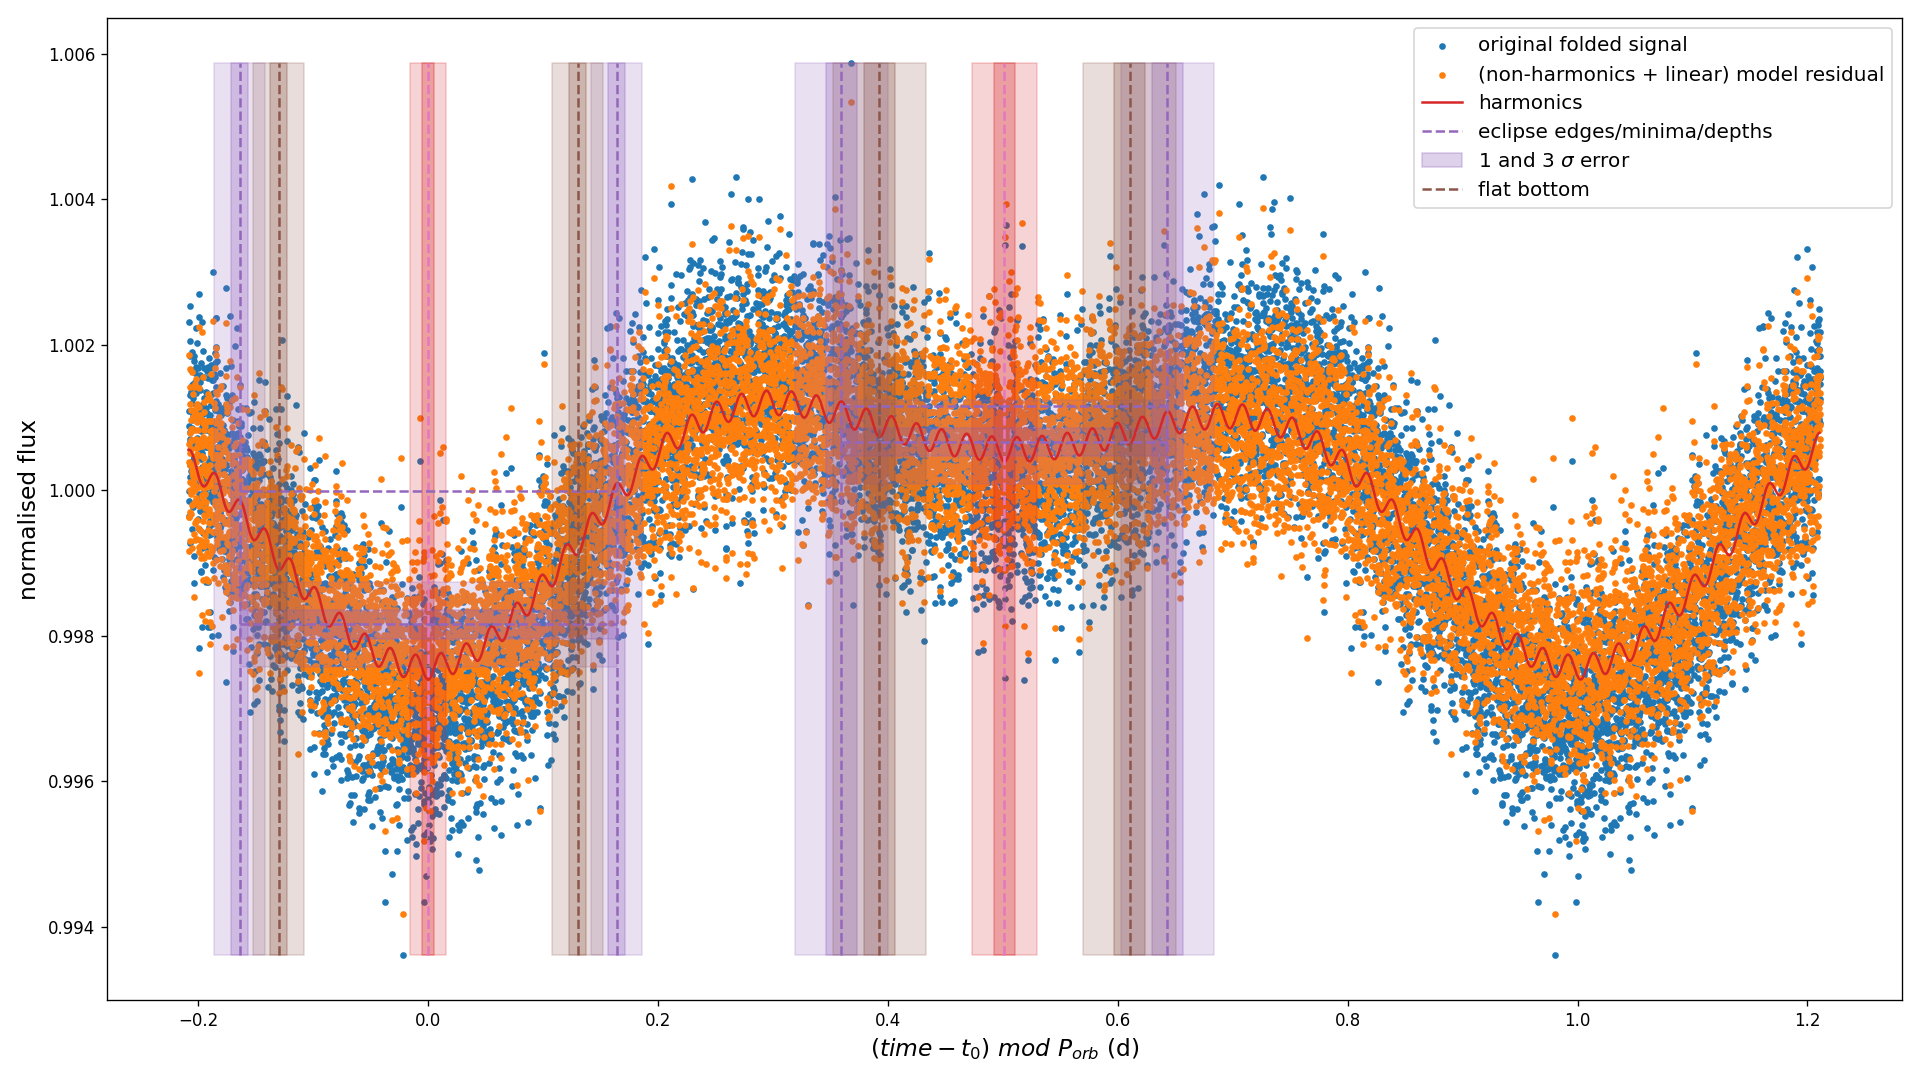 original folded signal
(non-harmonics + linear) model residual
harmonics
eclipse edges/minima/depths
1 and 3 σ error
flat bottom
1.006
1.004
1.002
1.000
0.998
0.996
0.994
normalised flux
−0.2 0.0 0.2 0.4 0.6 0.8 1.0 1.2
(time − t₀) mod P_orb (d)